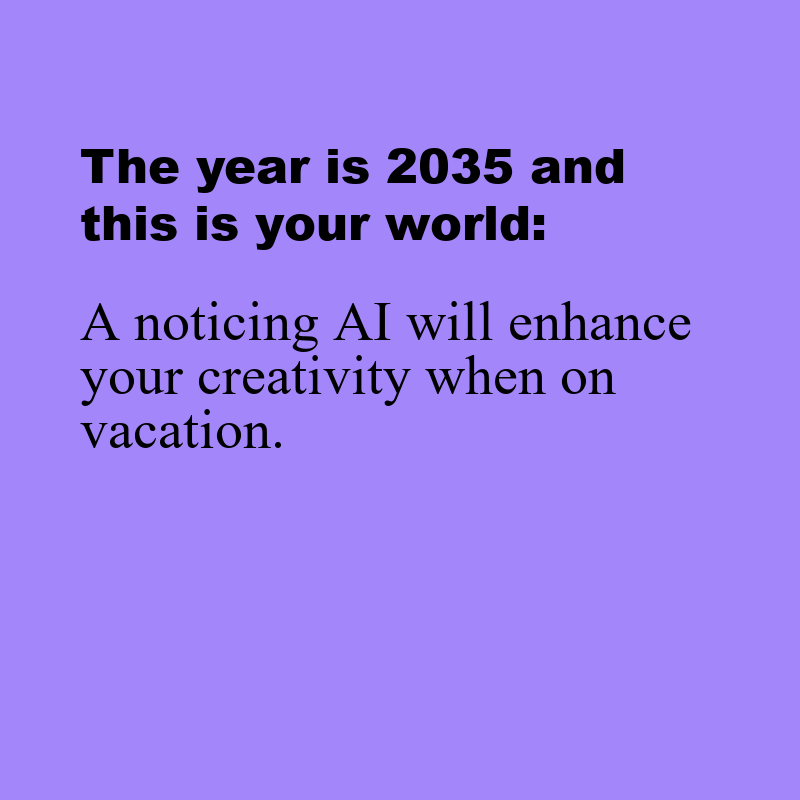 The year is 2035 and
this is your world:
A noticing AI will enhance
your creativity when on
vacation.